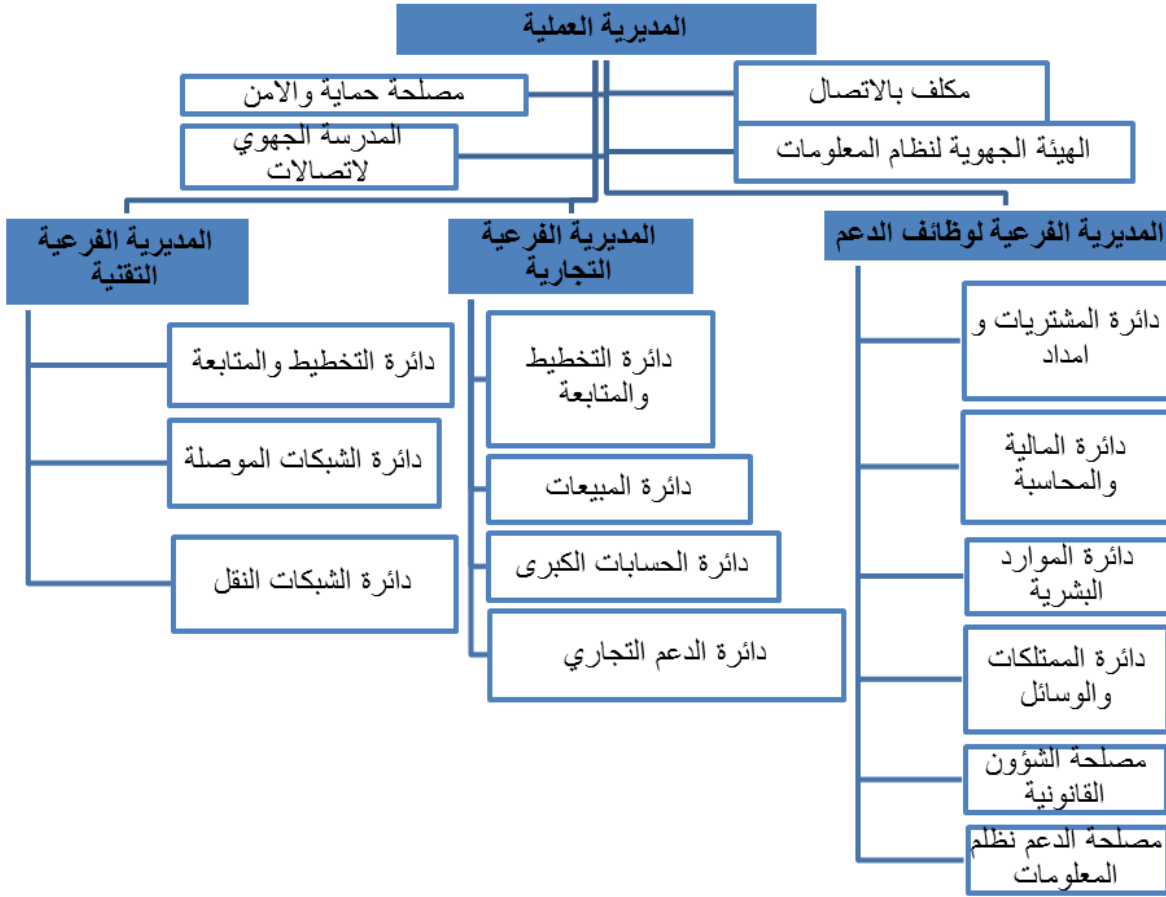 المديرية العملية
مكلف بالاتصال
مصلحة حماية والامن
الهيئة الجهوية لنظام المعلومات
المدرسة الجهوي
لاتصالات
المديرية الفرعية لوظائف الدعم
دائرة المشتريات و
امداد
دائرة المالية
والمحاسبة
دائرة الموارد
البشرية
دائرة الممتلكات
والوسائل
مصلحة الشؤون
القانونية
مصلحة الدعم نظلم
المعلومات
المديرية الفرعية
التجارية
دائرة التخطيط
والمتابعة
دائرة المبيعات
دائرة الحسابات الكبرى
دائرة الدعم التجاري
المديرية الفرعية
التقنية
دائرة التخطيط والمتابعة
دائرة الشبكات الموصلة
دائرة الشبكات النقل